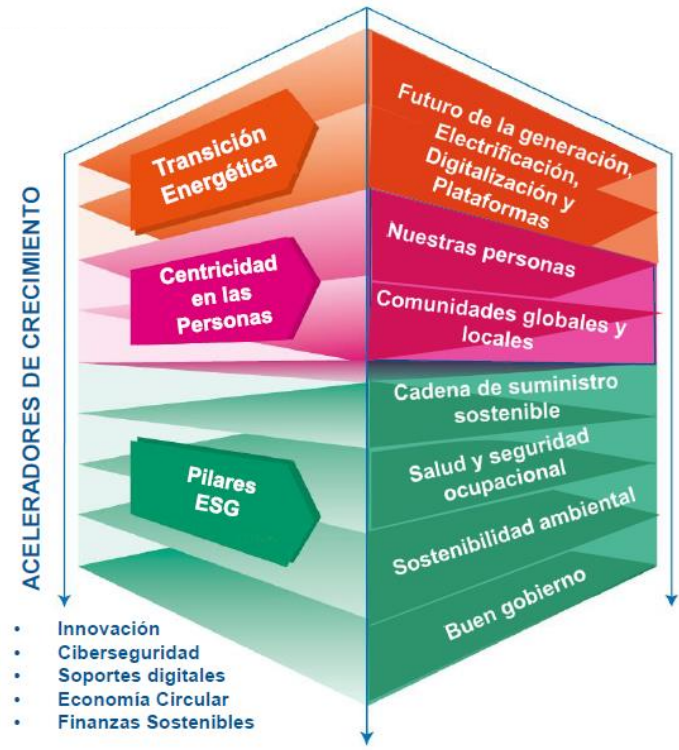 ACELERADORES DE CRECIMIENTO
Transición
Energética
Futuro de la generación,
Electrificación,
Digitalización y
Plataformas
Centricidad
en las
Personas
Nuestras personas
Comunidades globales y
locales
Pilares
ESG
Cadena de suministro
sostenible
Salud y seguridad
ocupacional
Sostenibilidad ambiental
Buen gobierno
• Innovación
• Ciberseguridad
• Soportes digitales
• Economía Circular
• Finanzas Sostenibles